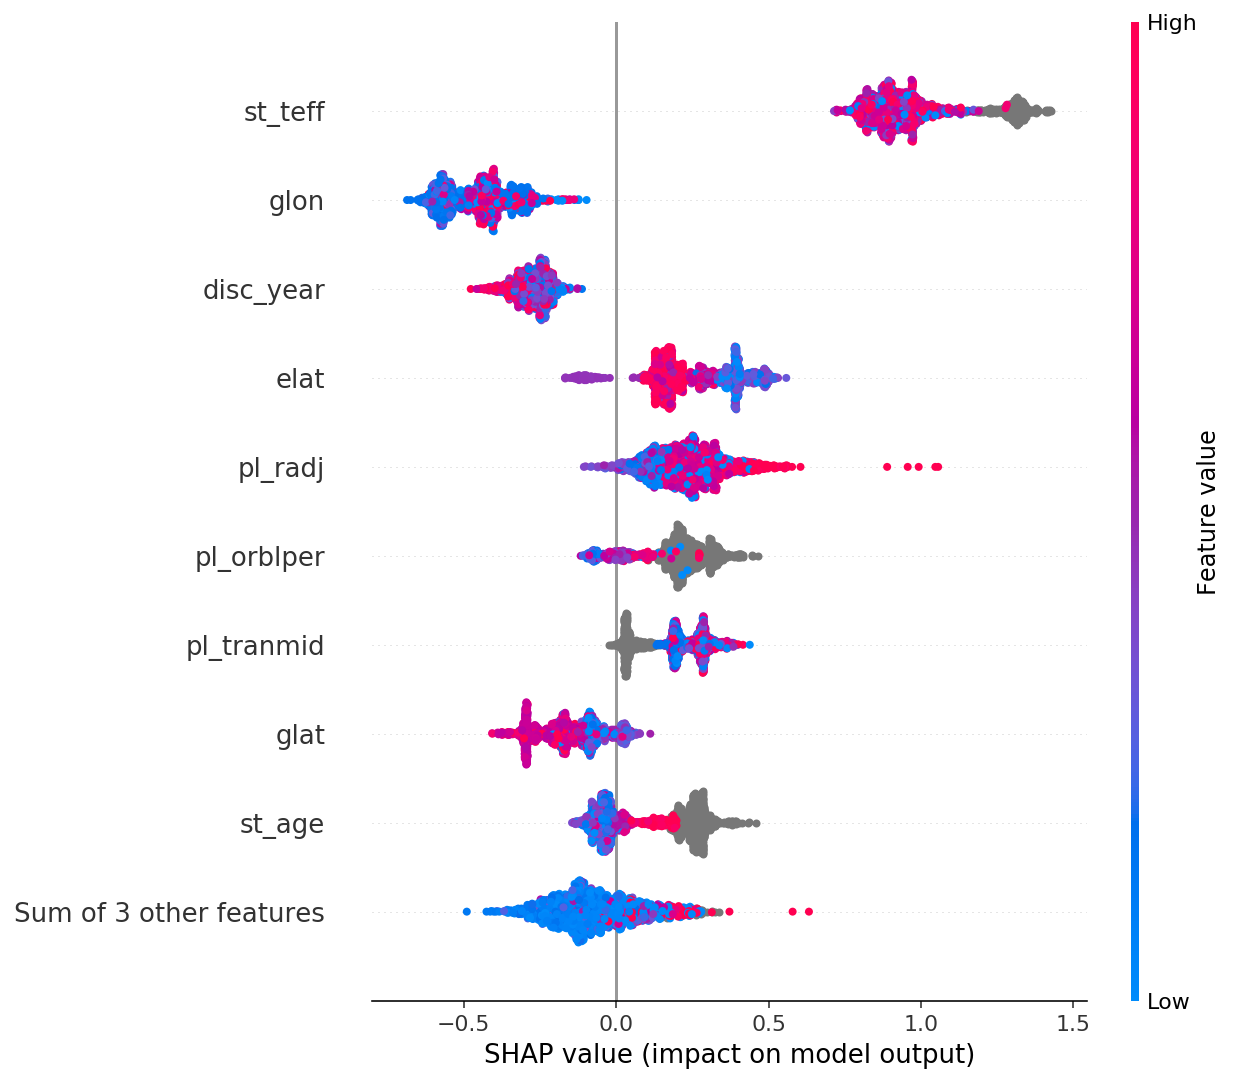 High
st_teff
glon
disc_year
elat
pl_radj
pl_orblper
pl_tranmid
glat
st_age
Sum of 3 other features
Feature value
Low
−0.5 0.0 0.5 1.0 1.5
SHAP value (impact on model output)